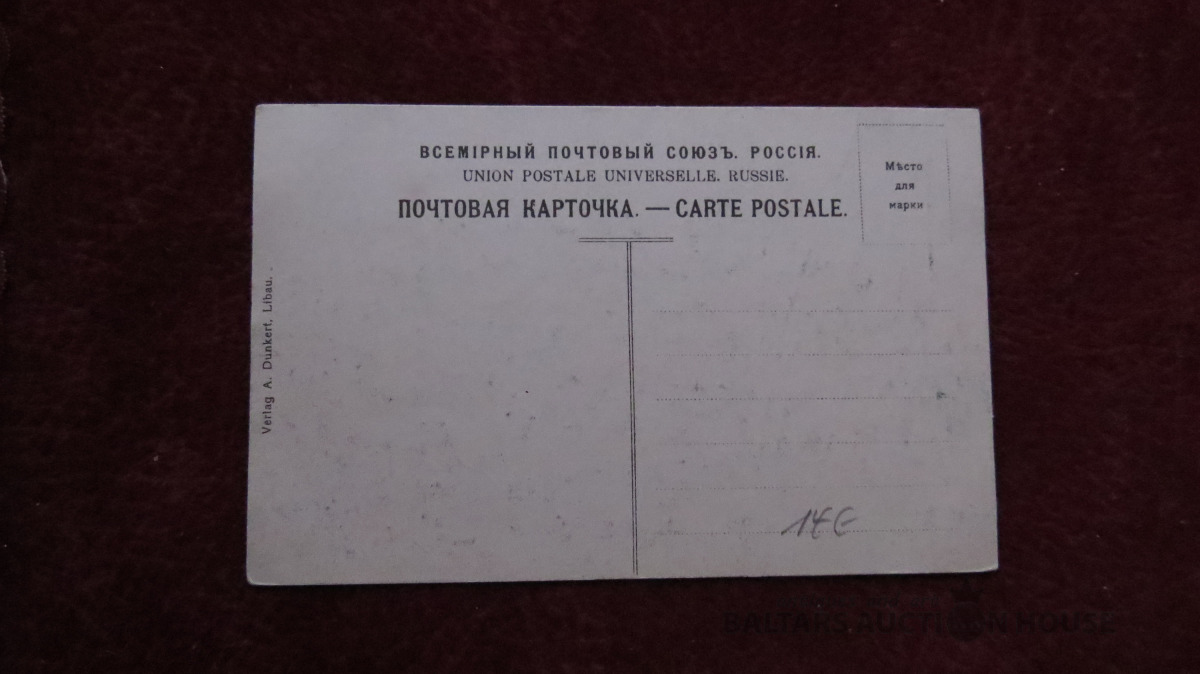 ВСЕМІРНЫЙ ПОЧТОВЫЙ СОЮЗЪ. РОССІЯ.
UNION POSTALE UNIVERSELLE. RUSSIE.
ПОЧТОВАЯ КАРТОЧКА. — CARTE POSTALE.
Мѣсто
для
марки
Verlag A. Dunkert, Libau.
14 €
BALTARS AUCTION HOUSE